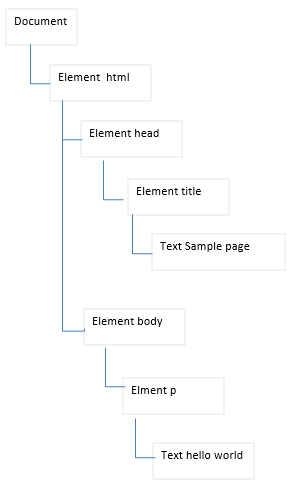 Document
Element  html
Element head
Element title
Text Sample page
Element body
Elment p
Text hello world